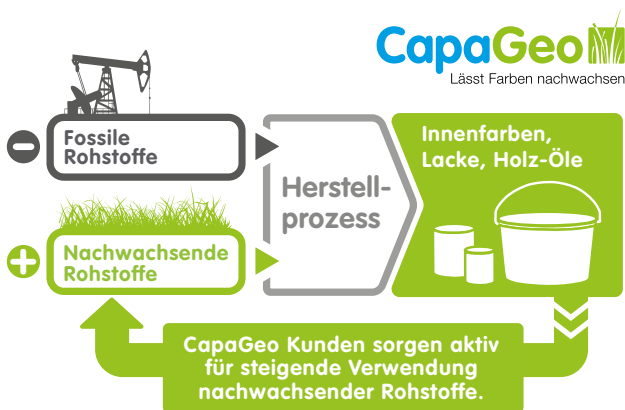 CapaGeo
Lässt Farben nachwachsen
Fossile
Rohstoffe
Nachwachsende
Rohstoffe
Herstell-
prozess
Innenfarben,
Lacke, Holz-Öle
CapaGeo Kunden sorgen aktiv
für steigende Verwendung
nachwachsender Rohstoffe.